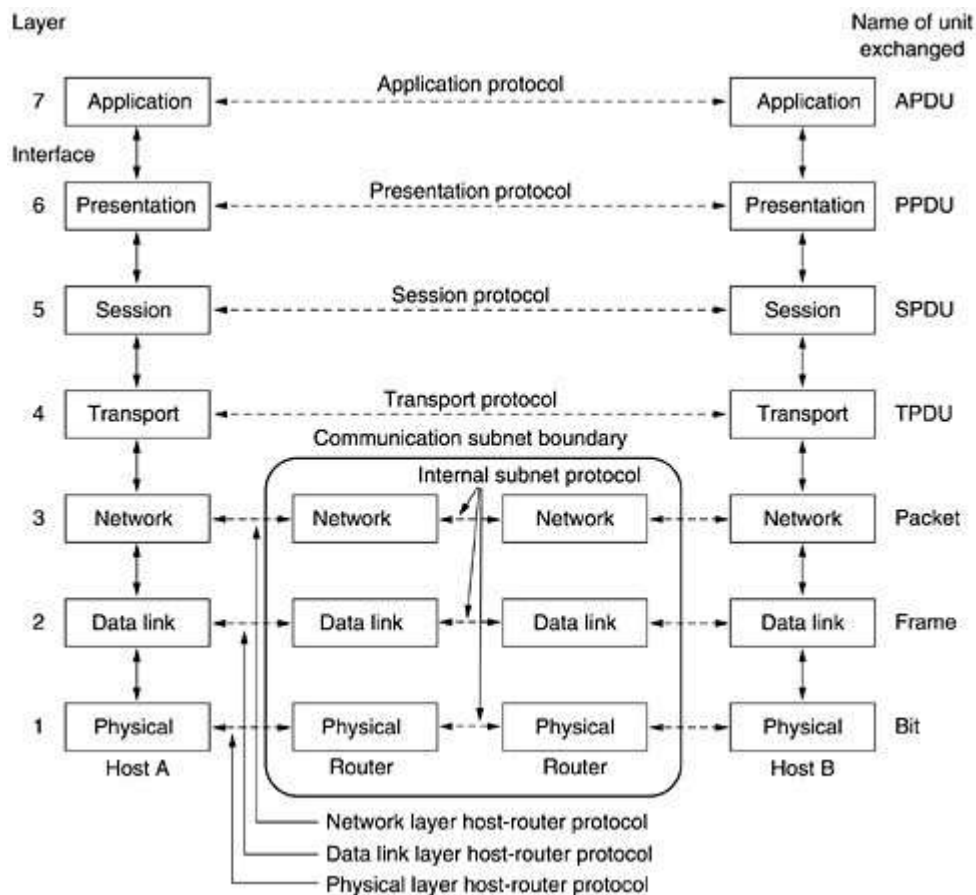 Layer
Name of unit
exchanged
Application protocol
7
Application
Application
APDU
Interface
Presentation protocol
6
Presentation
Presentation
PPDU
Session protocol
5
Session
Session
SPDU
Transport protocol
4
Transport
Transport
TPDU
Communication subnet boundary
Internal subnet protocol
3
Network
Network
Network
Network
Packet
2
Data link
Data link
Data link
Data link
Frame
1
Physical
Physical
Physical
Physical
Bit
Host A
Router
Router
Host B
Network layer host-router protocol
Data link layer host-router protocol
Physical layer host-router protocol